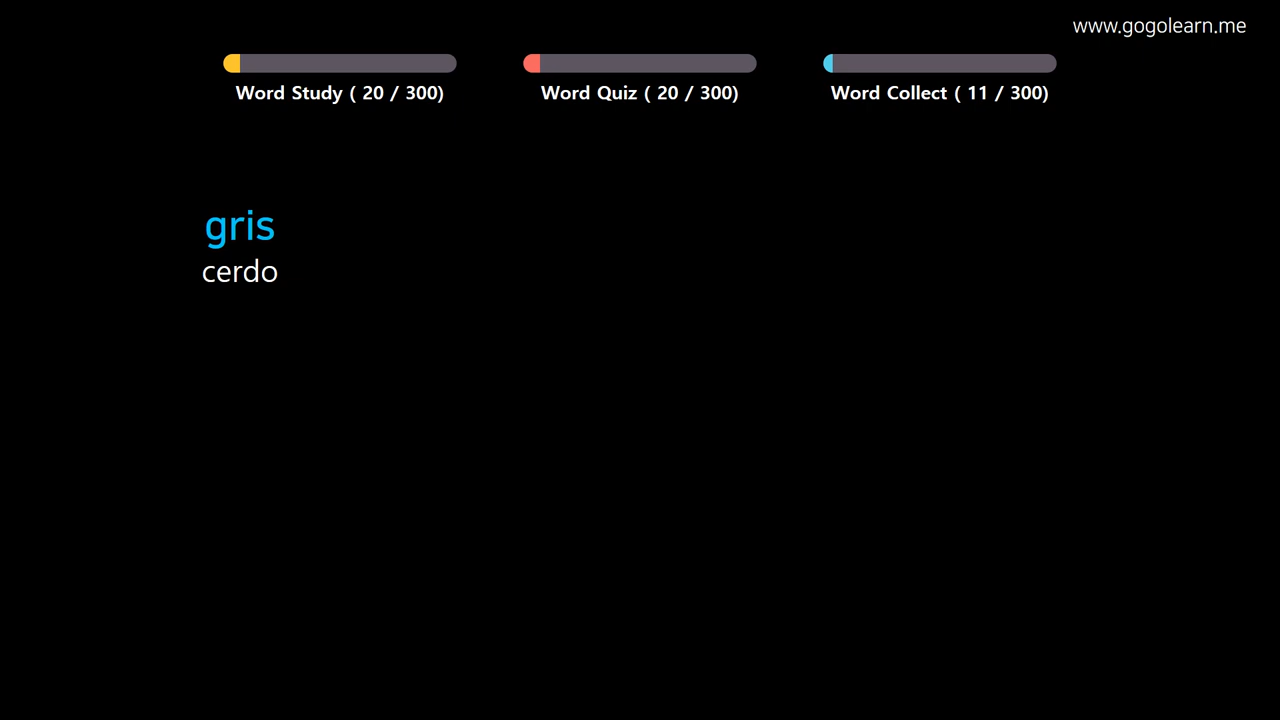 www.gogolearn.me
Word Study ( 20 / 300)
Word Quiz ( 20 / 300)
Word Collect ( 11 / 300)
gris
cerdo